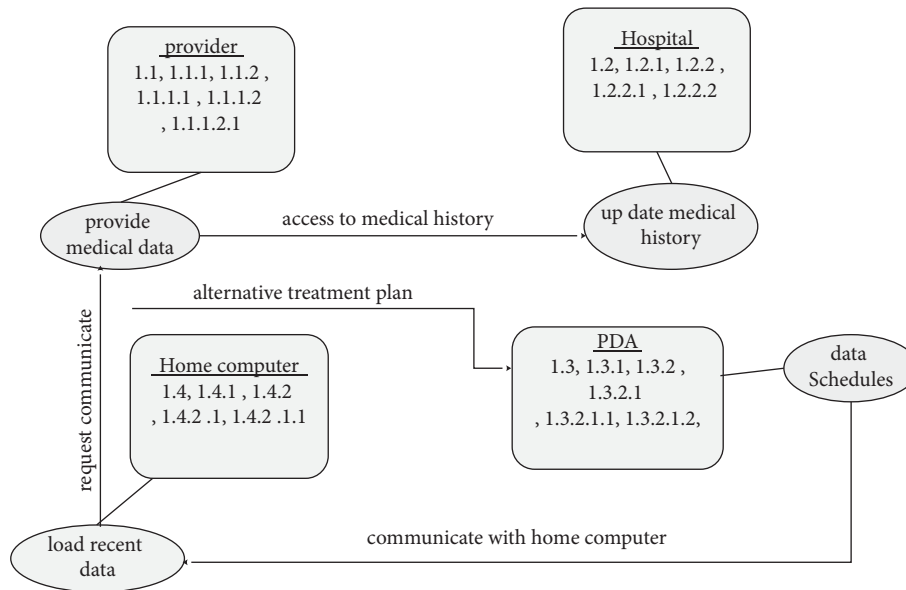 provider
1.1, 1.1.1, 1.1.2 ,
1.1.1.1 , 1.1.1.2
, 1.1.1.2.1
Hospital
1.2, 1.2.1, 1.2.2 ,
1.2.2.1 , 1.2.2.2
provide
medical data
access to medical history
up date medical
history
alternative treatment plan
request communicate
Home computer
1.4, 1.4.1 , 1.4.2
, 1.4.2 .1, 1.4.2 .1.1
PDA
1.3, 1.3.1, 1.3.2 ,
1.3.2.1
, 1.3.2.1.1, 1.3.2.1.2,
data
Schedules
load recent
data
communicate with home computer